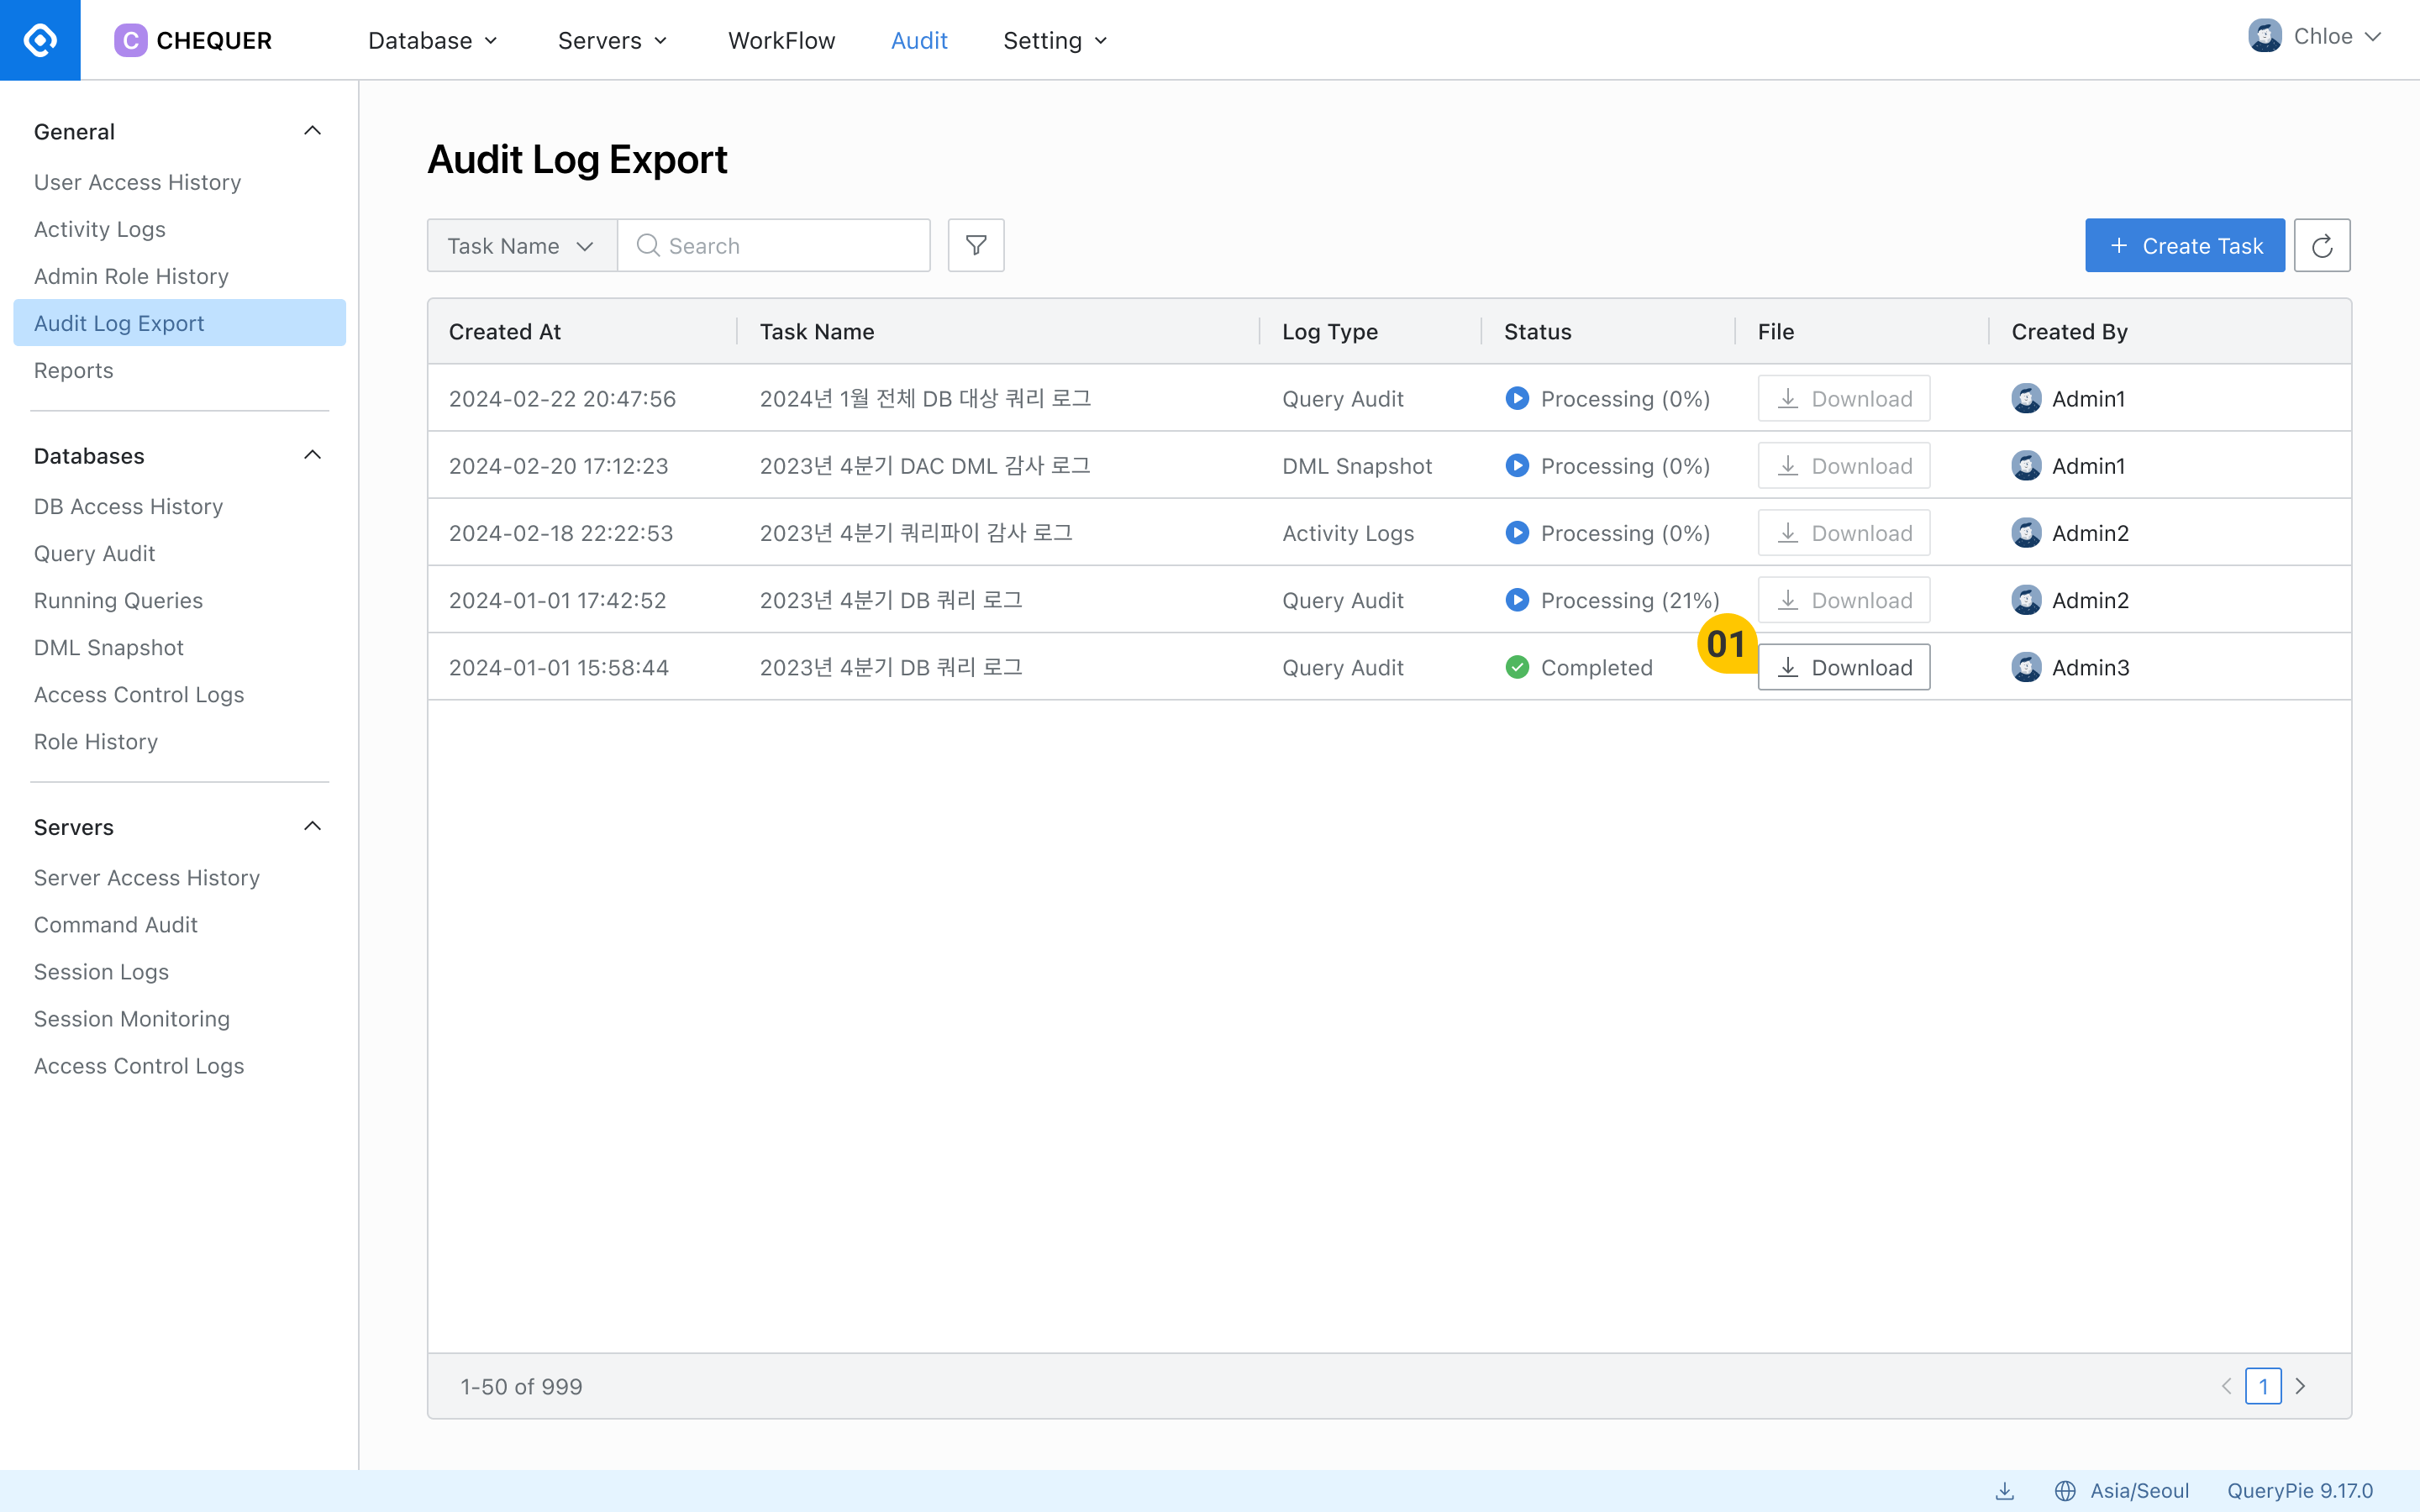 C CHEQUER Database Servers WorkFlow Audit Setting Chloe
General
User Access History
Activity Logs
Admin Role History
Audit Log Export
Reports
Databases
DB Access History
Query Audit
Running Queries
DML Snapshot
Access Control Logs
Role History
Servers
Server Access History
Command Audit
Session Logs
Session Monitoring
Access Control Logs
Audit Log Export
Task Name Search Create Task
Created At Task Name Log Type Status File Created By
2024-02-22 20:47:56 2024년 1월 전체 DB 대상 쿼리 로그 Query Audit Processing (0%) Download Admin1
2024-02-20 17:12:23 2023년 4분기 DAC DML 감사 로그 DML Snapshot Processing (0%) Download Admin1
2024-02-18 22:22:53 2023년 4분기 쿼리파이 감사 로그 Activity Logs Processing (0%) Download Admin2
2024-01-01 17:42:52 2023년 4분기 DB 쿼리 로그 Query Audit Processing (21%) Download Admin2
01
2024-01-01 15:58:44 2023년 4분기 DB 쿼리 로그 Query Audit Completed Download Admin3
1-50 of 999 1
Asia/Seoul QueryPie 9.17.0